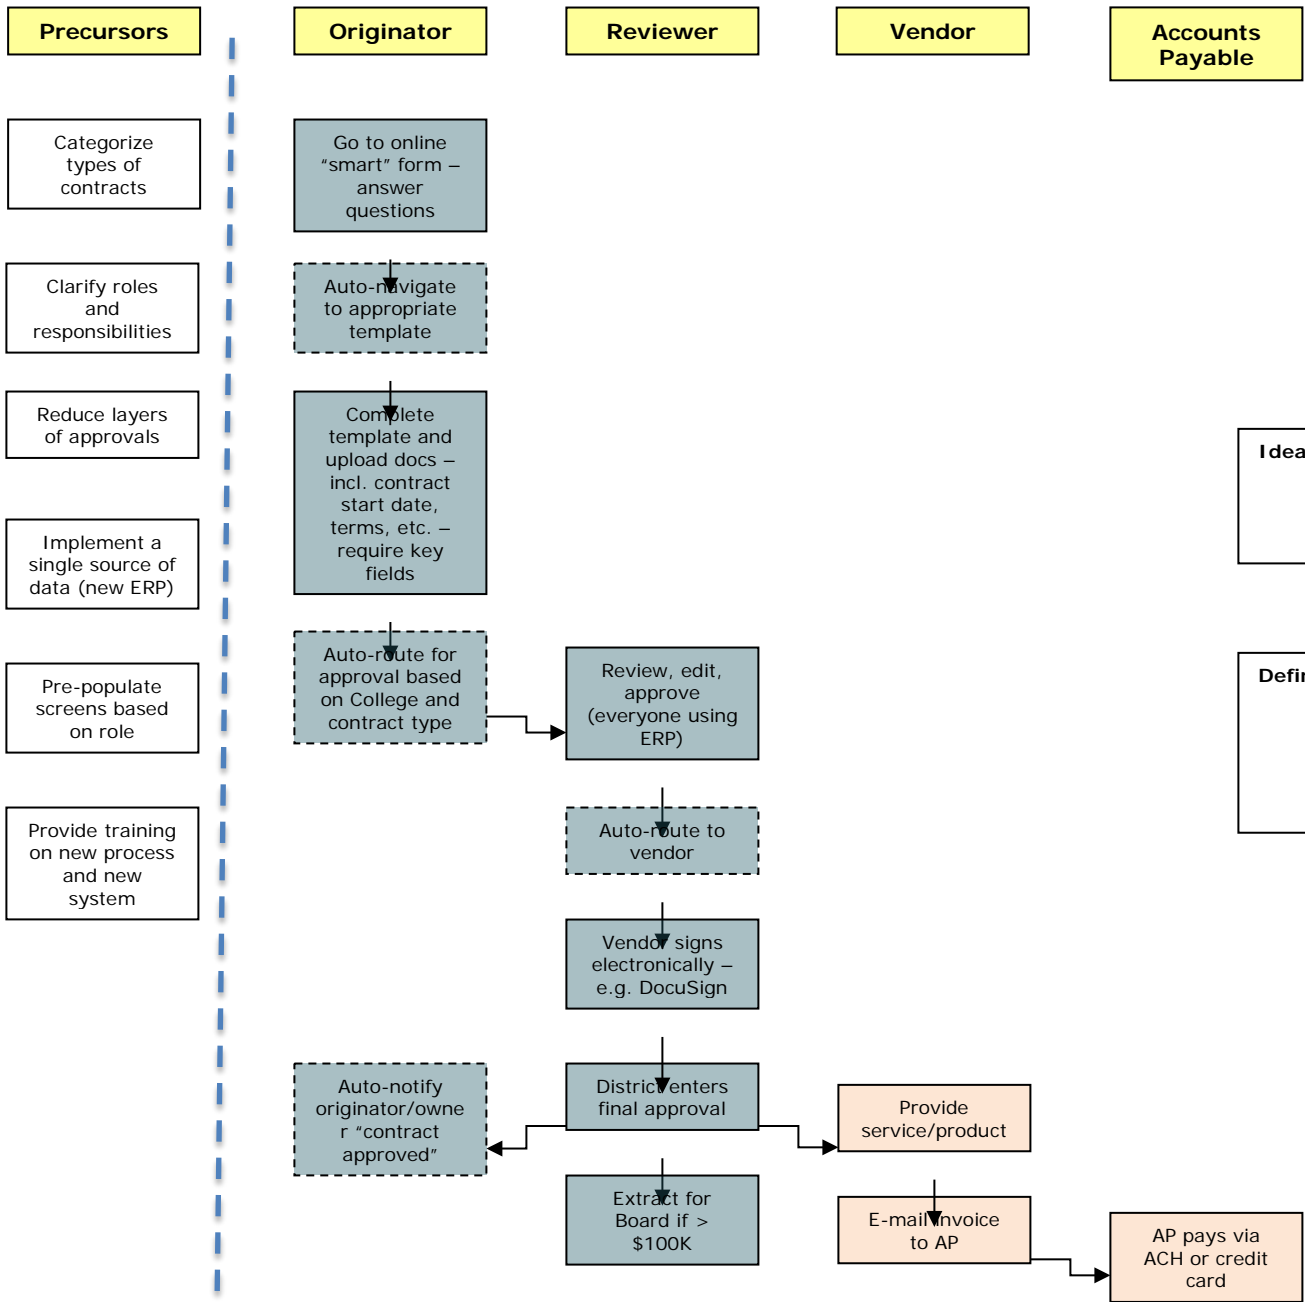 Precursors
Originator
Reviewer
Vendor
Accounts
Payable
Categorize
types of
contracts
Clarify roles
and
responsibilities
Reduce layers
of approvals
Implement a
single source of
data (new ERP)
Pre-populate
screens based
on role
Provide training
on new process
and new
system
Go to online
“smart” form –
answer
questions
Auto-navigate
to appropriate
template
Complete
template and
upload docs –
incl. contract
start date,
terms, etc. –
require key
fields
Auto-route for
approval based
on College and
contract type
Review, edit,
approve
(everyone using
ERP)
Auto-route to
vendor
Vendor signs
electronically –
e.g. DocuSign
District enters
final approval
Auto-notify
originator/owne
r “contract
approved”
Extract for
Board if >
$100K
Provide
service/product
E-mail invoice
to AP
AP pays via
ACH or credit
card
Idea
Defin